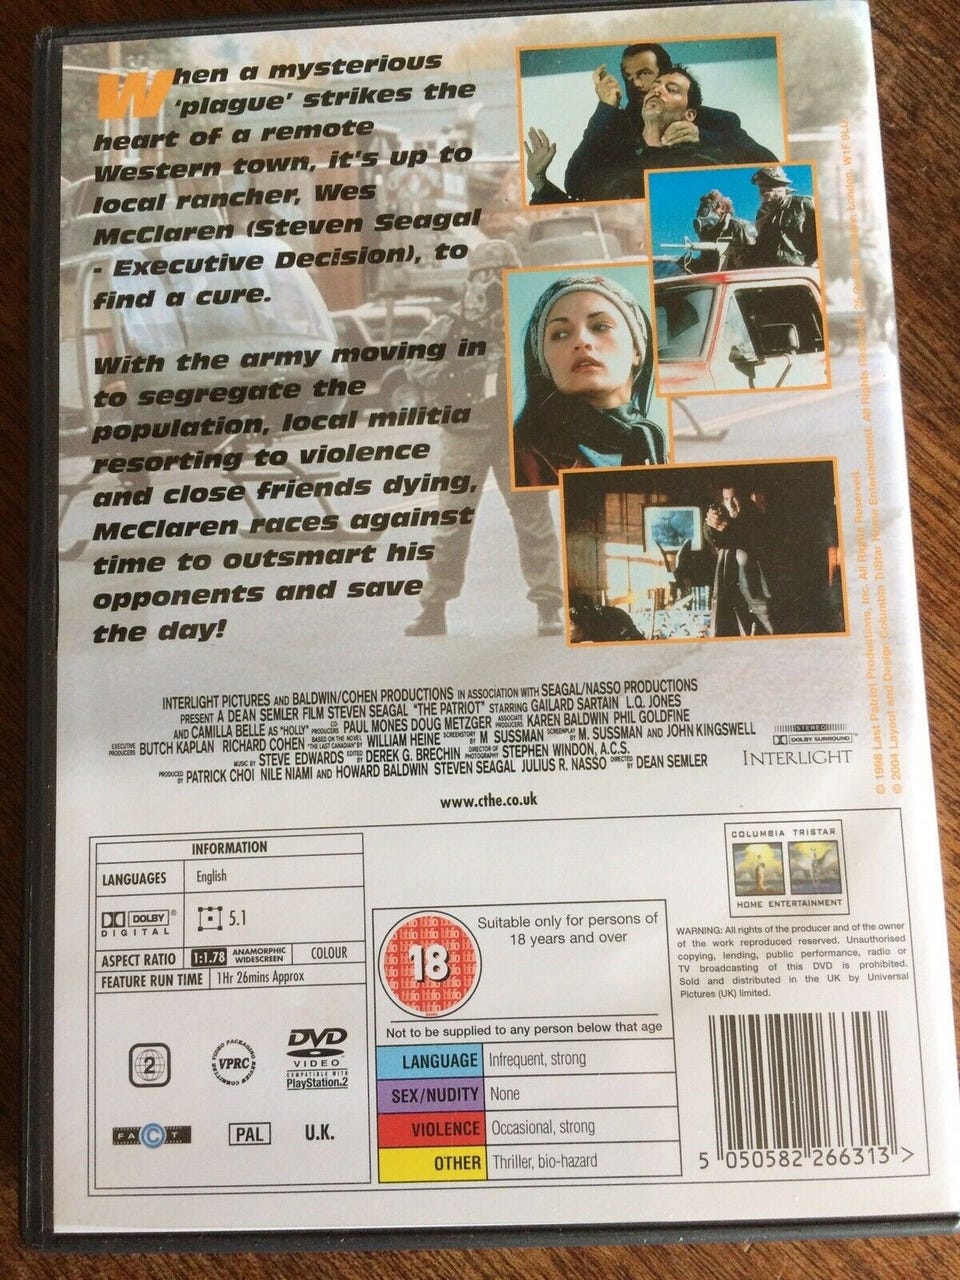 When a mysterious
'plague' strikes the
heart of a remote
Western town, it's up to
local rancher, Wes
McClaren (Steven Seagal
- Executive Decision), to
find a cure.
With the army moving in
to segregate the
population, local militia
resorting to violence
and close friends dying,
McClaren races against
time to outsmart his
opponents and save
the day!
INTERLIGHT PICTURES AND BALDWIN/COHEN PRODUCTIONS IN ASSOCIATION WITH SEAGAL/NASSO PRODUCTIONS
PRESENT A DEAN SEMLER FILM STEVEN SEAGAL "THE PATRIOT" STARRING GAILARD SARTAIN L.Q. JONES
AND CAMILLA BELLE AS "HOLLY" CO PRODUCERS PAUL MONES DOUG METZGER ASSOCIATE PRODUCERS KAREN BALDWIN PHIL GOLDFINE
EXECUTIVE PRODUCERS BUTCH KAPLAN RICHARD COHEN BASED ON THE NOVEL "THE LAST CANADIAN" BY WILLIAM HEINE SCREENSTORY BY M SUSSMAN SCREENPLAY BY M. SUSSMAN AND JOHN KINGSWELL
MUSIC BY STEVE EDWARDS EDITED BY DEREK G. BRECHIN DIRECTOR OF PHOTOGRAPHY STEPHEN WINDON, A.C.S.
PRODUCED BY PATRICK CHOI NILE NIAMI AND HOWARD BALDWIN STEVEN SEAGAL JULIUS R. NASSO DIRECTED BY DEAN SEMLER
STEREO
DOLBY SURROUND
INTERLIGHT
www.cthe.co.uk
© 1998 Last Patriot Productions, Inc. All Rights Reserved.
© 2004 Layout and Design Columbia TriStar Home Entertainment. All Rights London, W1F 9LU
INFORMATION
LANGUAGES English
DOLBY DIGITAL 5.1
ASPECT RATIO 1:1.78 ANAMORPHIC WIDESCREEN COLOUR
FEATURE RUN TIME 1Hr 26mins Approx
2
VIDEO PACKAGING REVIEW COMMITTEE VPRC
DVD
VIDEO
COMPATIBLE WITH
PlayStation.2
FACT
PAL
U.K.
18
Suitable only for persons of
18 years and over
Not to be supplied to any person below that age
LANGUAGE Infrequent, strong
SEX/NUDITY None
VIOLENCE Occasional, strong
OTHER Thriller, bio-hazard
COLUMBIA TRISTAR
HOME ENTERTAINMENT
WARNING: All rights of the producer and of the owner
of the work reproduced reserved. Unauthorised
copying, lending, public performance, radio or
TV broadcasting of this DVD is prohibited.
Sold and distributed in the UK by Universal
Pictures (UK) limited.
5 050582 266313 >